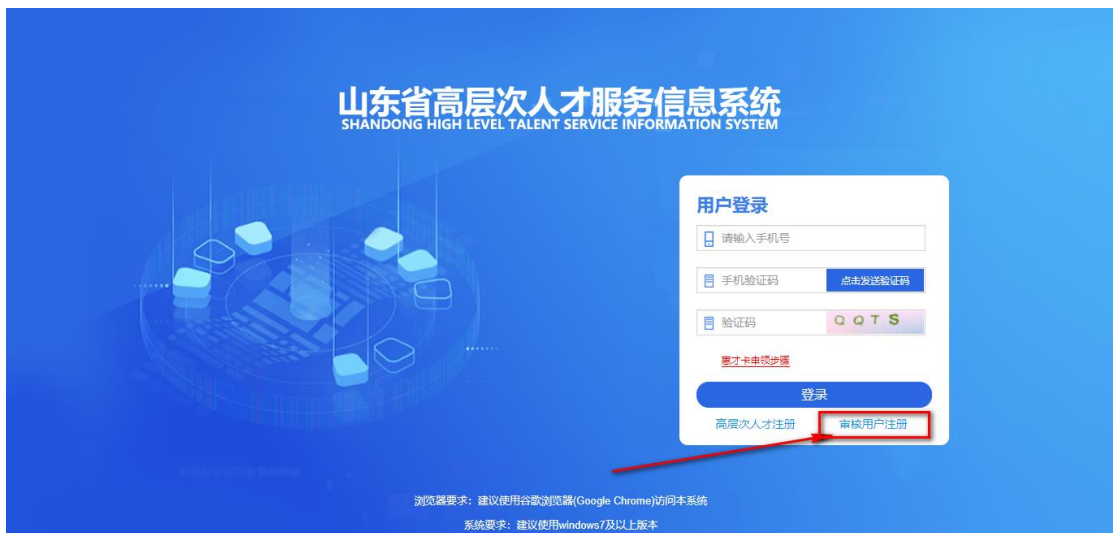 山东省高层次人才服务信息系统
SHANDONG HIGH LEVEL TALENT SERVICE INFORMATION SYSTEM
用户登录
请输入手机号
手机验证码 点击发送验证码
验证码 QQTS
惠才卡申领步骤
登录
高层次人才注册 审核用户注册
浏览器要求：建议使用谷歌浏览器(Google Chrome)访问本系统
系统要求：建议使用windows7及以上版本